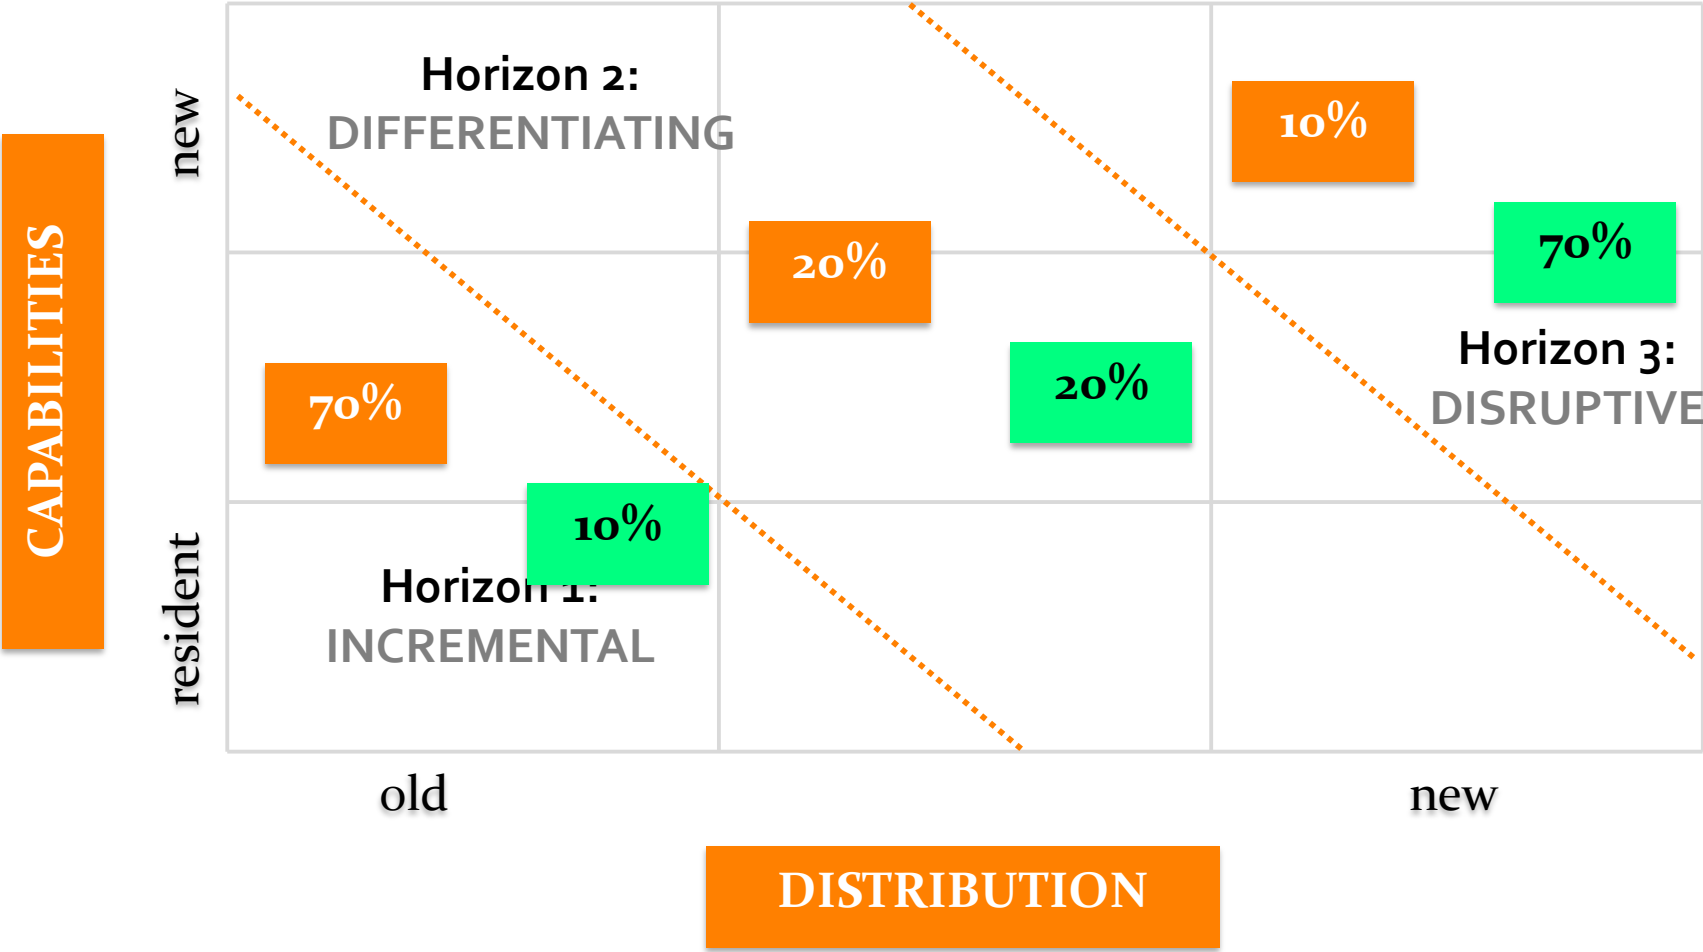 Horizon 2:
DIFFERENTIATING
10%
70%
20%
20%
Horizon 3:
DISRUPTIVE
70%
10%
Horizon 1:
INCREMENTAL
new
resident
CAPABILITIES
old
new
DISTRIBUTION